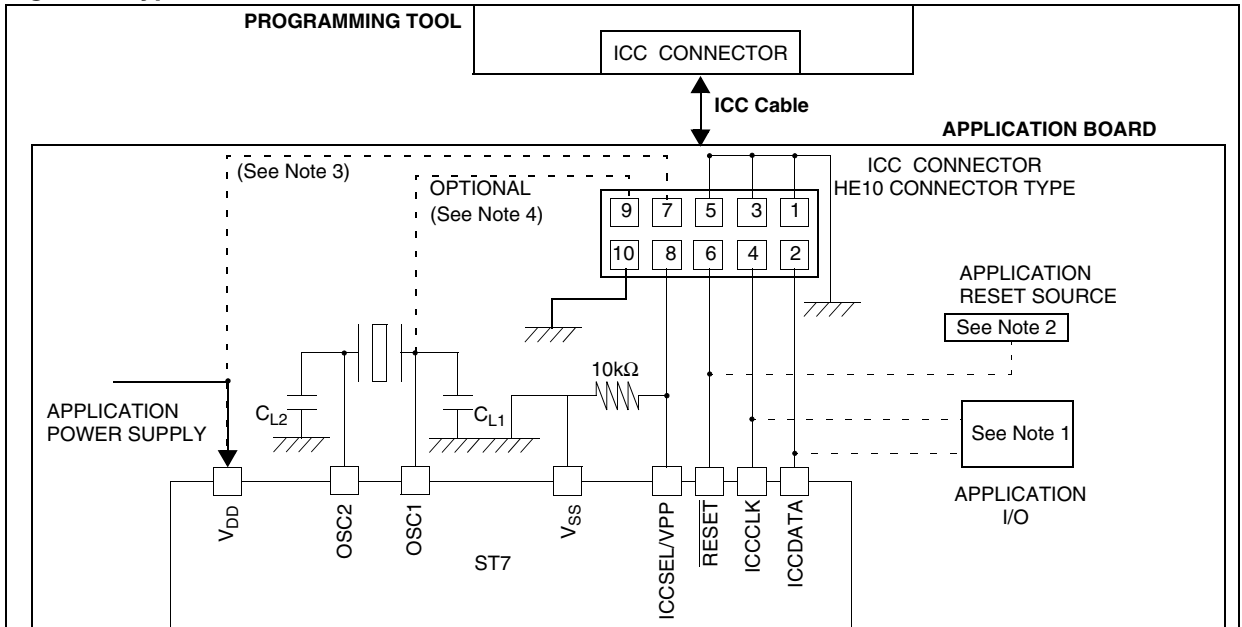 PROGRAMMING TOOL
ICC CONNECTOR
ICC Cable
APPLICATION BOARD
(See Note 3)
OPTIONAL
(See Note 4)
ICC CONNECTOR
HE10 CONNECTOR TYPE
9 7 5 3 1
10 8 6 4 2
APPLICATION
RESET SOURCE
See Note 2
10kΩ
APPLICATION
POWER SUPPLY
CL2
CL1
See Note 1
APPLICATION
I/O
VDD
OSC2
OSC1
VSS
ICCSEL/VPP
RESET
ICCCLK
ICCDATA
ST7